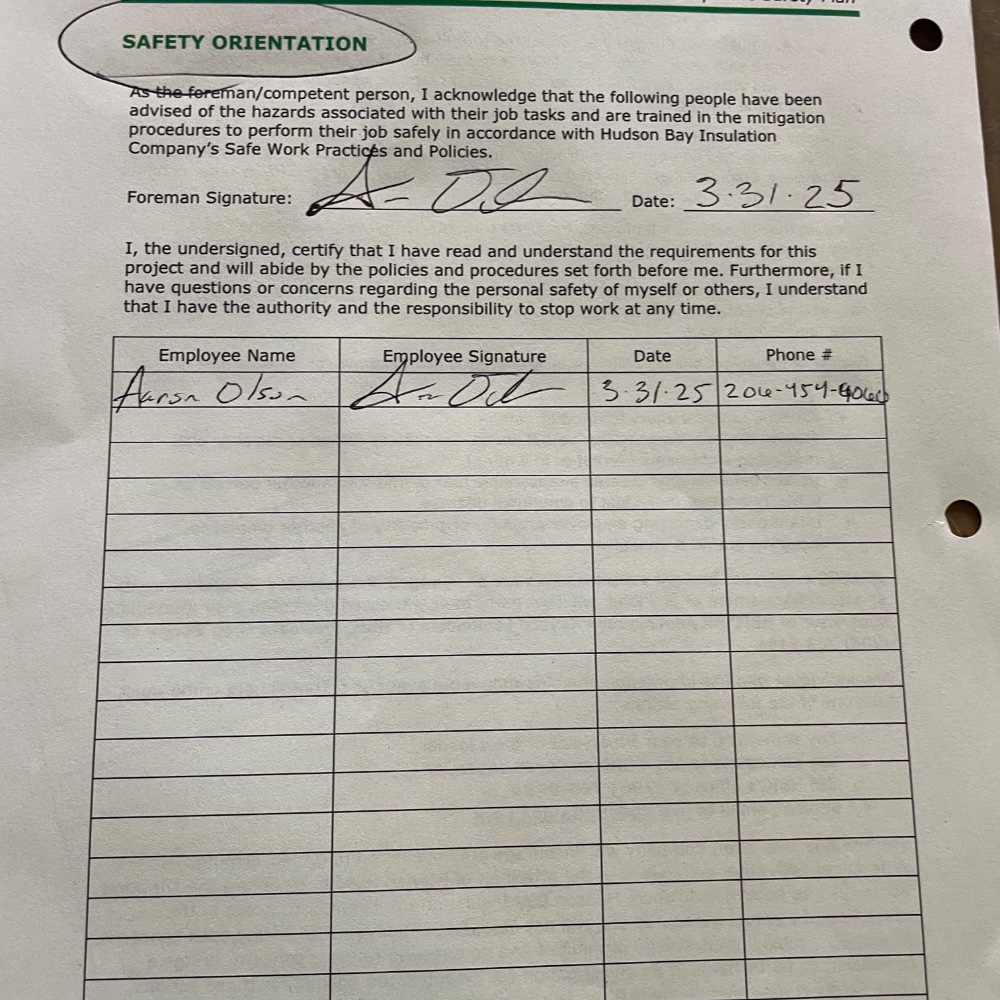 SAFETY ORIENTATION
As the foreman/competent person, I acknowledge that the following people have been
advised of the hazards associated with their job tasks and are trained in the mitigation
procedures to perform their job safely in accordance with Hudson Bay Insulation
Company's Safe Work Practices and Policies.
Foreman Signature: Date: 3.31.25
I, the undersigned, certify that I have read and understand the requirements for this
project and will abide by the policies and procedures set forth before me. Furthermore, if I
have questions or concerns regarding the personal safety of myself or others, I understand
that I have the authority and the responsibility to stop work at any time.
Employee Name Employee Signature Date Phone #
Aaron Olson 3.31.25